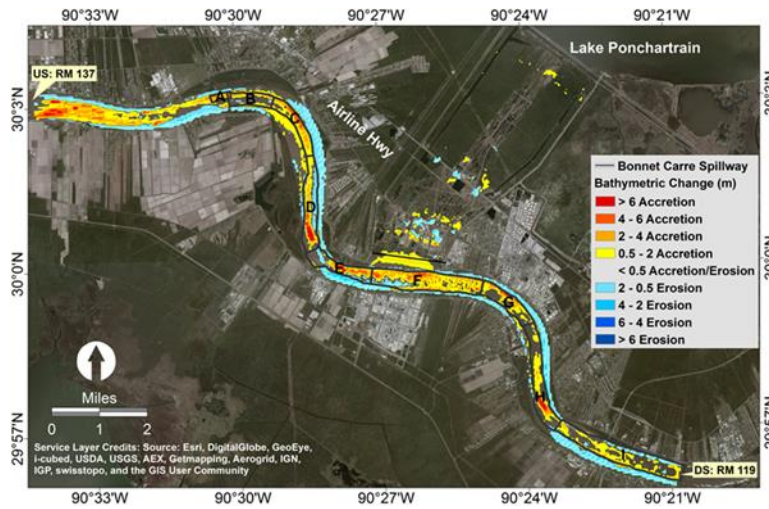 90°30'W
90°27'W
90°24'W
90°21'W
Lake Ponchartrain
US: RM 137
30°3'N
A
B
C
Airline Hwy
Bonnet Carre Spillway
Bathymetric Change (m)
> 6 Accretion
4 - 6 Accretion
2 - 4 Accretion
0.5 - 2 Accretion
< 0.5 Accretion/Erosion
2 - 0.5 Erosion
4 - 2 Erosion
6 - 4 Erosion
> 6 Erosion
D
30°0'N
E
F
G
Miles
0 1 2
H
29°57'N
29°57'N
Service Layer Credits: Source: Esri, DigitalGlobe, GeoEye,
i-cubed, USDA, USGS, AEX, Getmapping, Aerogrid, IGN,
IGP, swisstopo, and the GIS User Community
I
DS: RM 119
90°33'W
90°30'W
90°27'W
90°24'W
90°21'W